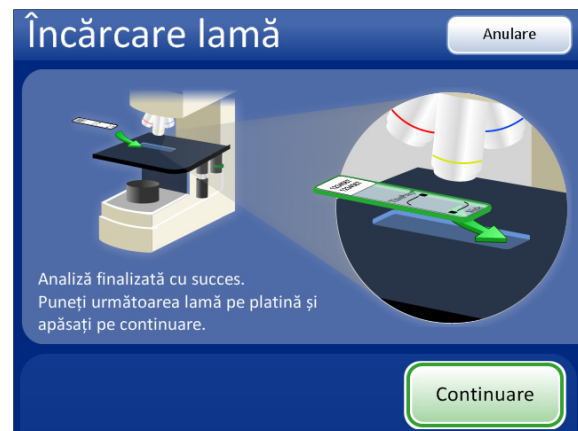 Încărcare lamă
Anulare
Analiză finalizată cu succes.
Puneți următoarea lamă pe platină și
apăsați pe continuare.
Continuare